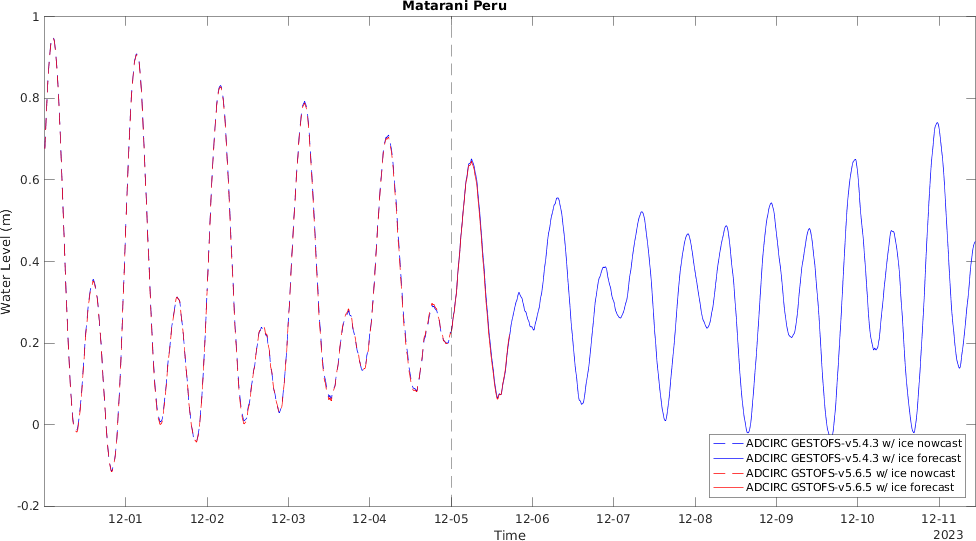 Matarani Peru
Water Level (m)
1
0.8
0.6
0.4
0.2
0
-0.2
ADCIRC GESTOFS-v5.4.3 w/ ice nowcast
ADCIRC GESTOFS-v5.4.3 w/ ice forecast
ADCIRC GSTOFS-v5.6.5 w/ ice nowcast
ADCIRC GSTOFS-v5.6.5 w/ ice forecast
12-01 12-02 12-03 12-04 12-05 12-06 12-07 12-08 12-09 12-10 12-11
Time
2023